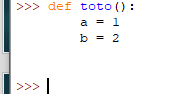 >>> def toto():
        a = 1
        b = 2

>>>